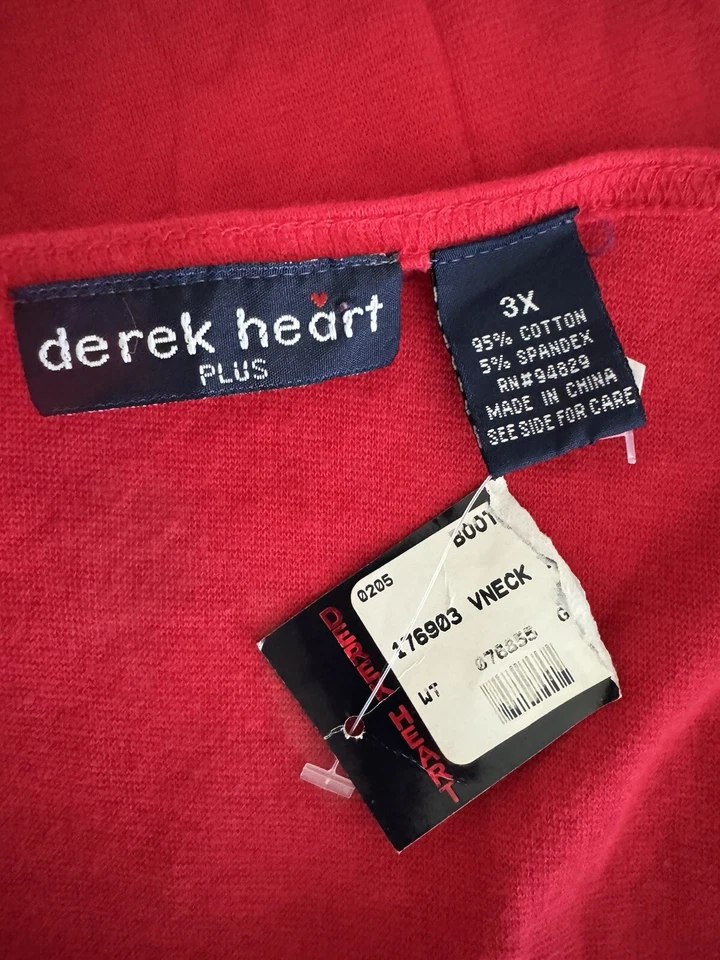 derek heart
PLUS
3X
95% COTTON
5% SPANDEX
RN#94829
MADE IN CHINA
SEE SIDE FOR CARE
DEREK HEART
0205
176903 VNECK
WT
G